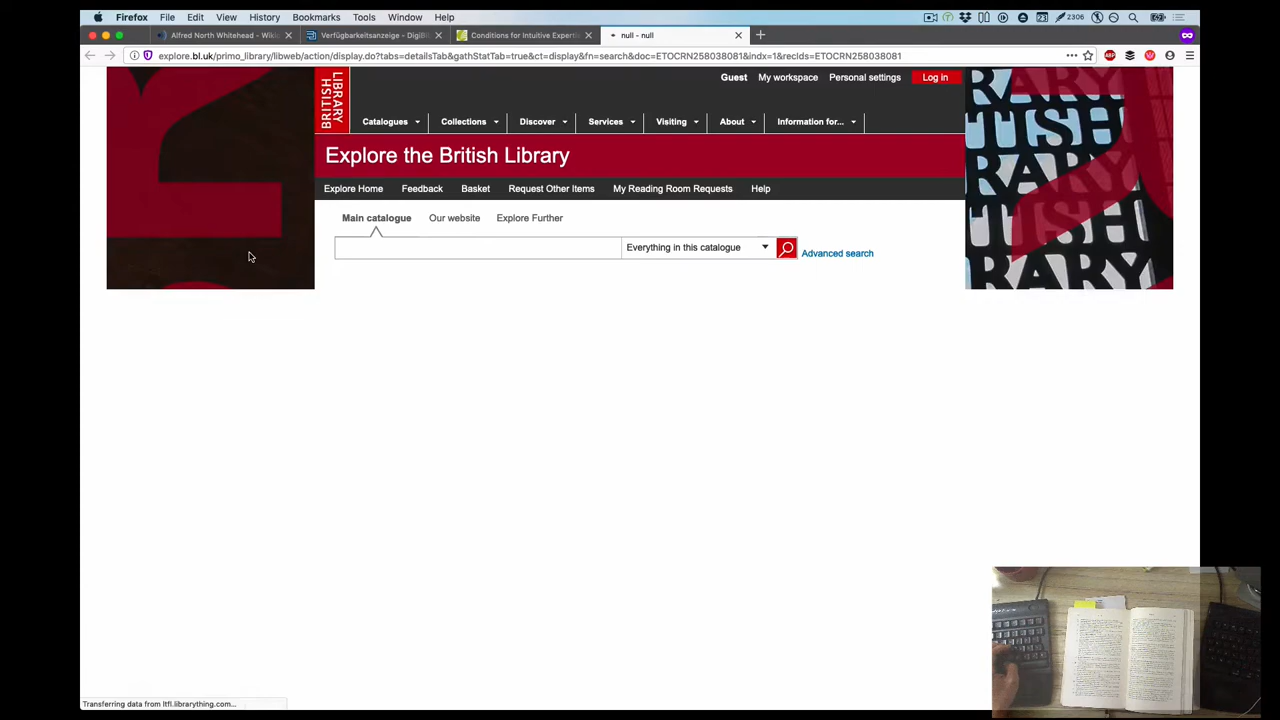 Firefox File Edit View History Bookmarks Tools Window Help 2306
Alfred North Whitehead - Wikic Verfügbarkeitsanzeige - DigiBi Conditions for Intuitive Expertis null - null
explore.bl.uk/primo_library/libweb/action/display.do?tabs=detailsTab&gathStatTab=true&ct=display&fn=search&doc=ETOCRN258038081&indx=1&recIds=ETOCRN258038081
Guest My workspace Personal settings Log in
BRITISH
LIBRARY
Catalogues Collections Discover Services Visiting About Information for...
Explore the British Library
Explore Home Feedback Basket Request Other Items My Reading Room Requests Help
Main catalogue Our website Explore Further
Everything in this catalogue Advanced search
Transferring data from ltfl.librarything.com...